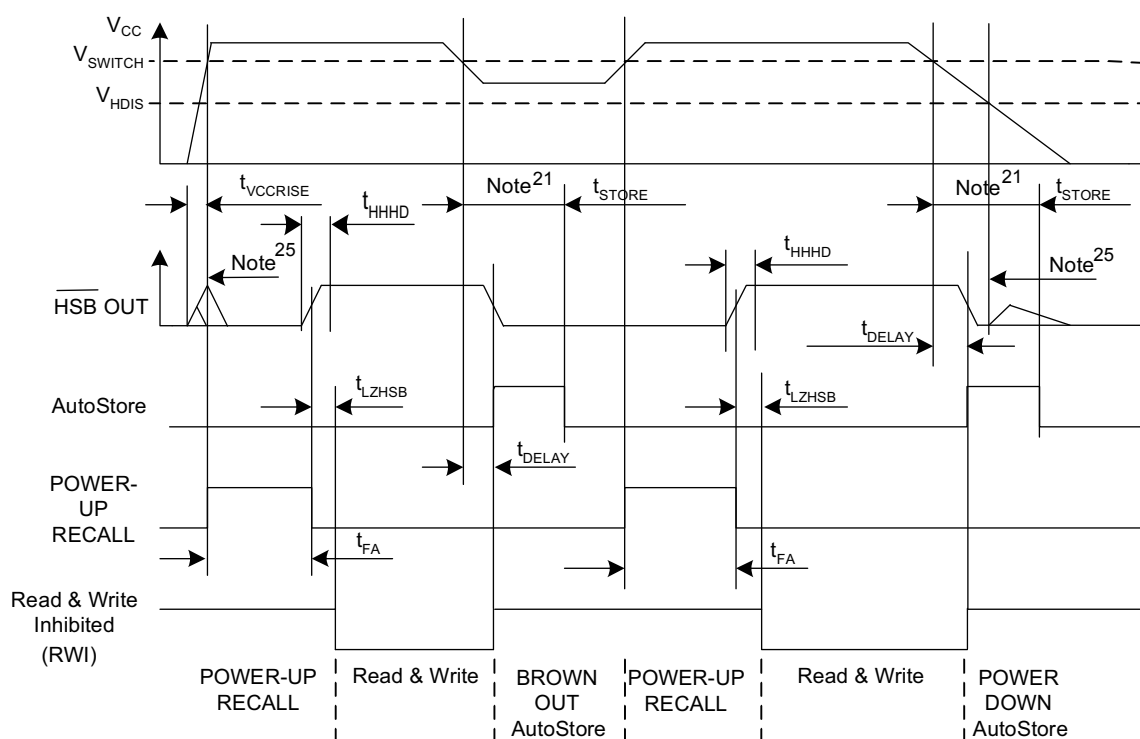 VCC
VSWITCH
VHDIS
tVCCRISE
tHHHD
Note21
tSTORE
Note21
tSTORE
Note25
tHHHD
Note25
HSB OUT
tDELAY
tLZHSB
tLZHSB
AutoStore
tDELAY
POWER-
UP
RECALL
tFA
tFA
Read & Write
Inhibited
(RWI)
POWER-UP
RECALL
Read & Write
BROWN
OUT
AutoStore
POWER-UP
RECALL
Read & Write
POWER
DOWN
AutoStore